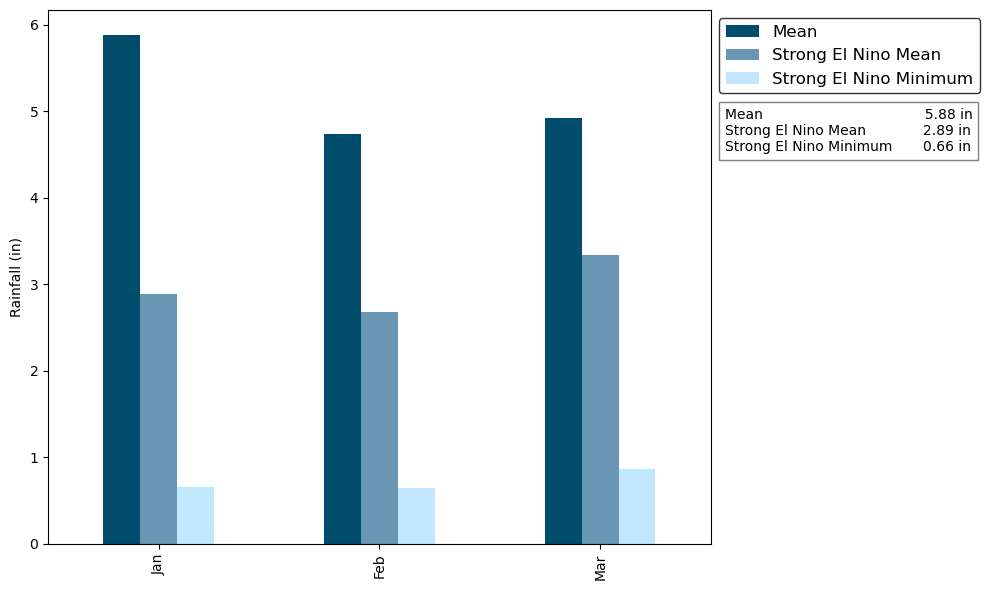 6
5
4
3
2
1
0
Rainfall (in)
Jan
Feb
Mar
Mean
Strong El Nino Mean
Strong El Nino Minimum
Mean 5.88 in
Strong El Nino Mean 2.89 in
Strong El Nino Minimum 0.66 in